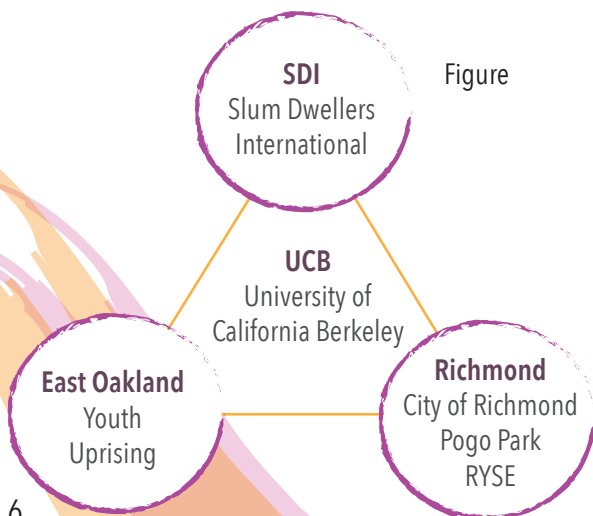 SDI
Slum Dwellers
International
Figure
UCB
University of
California Berkeley
East Oakland
Youth
Uprising
Richmond
City of Richmond
Pogo Park
RYSE
6